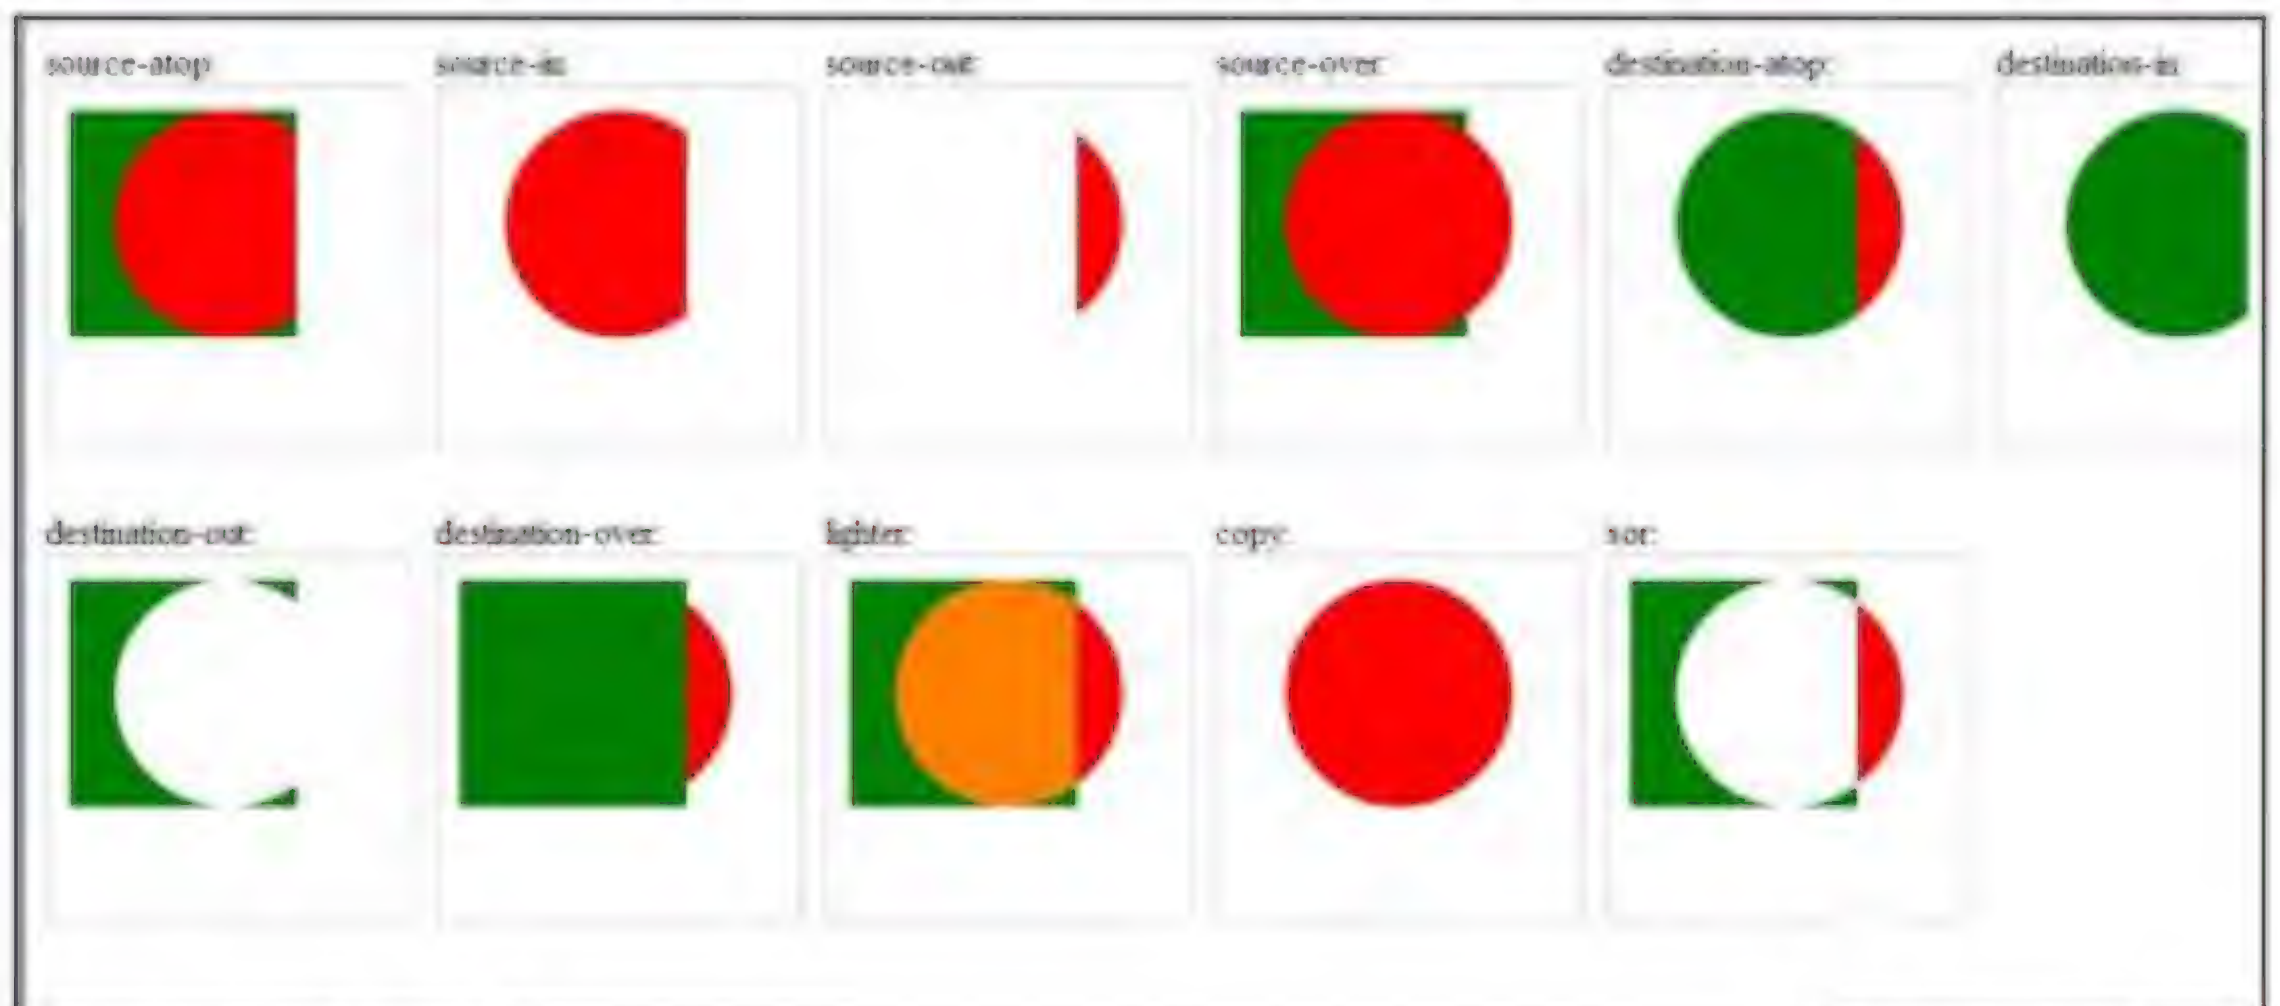 source-atop:
source-in:
source-out:
source-over:
destination-atop:
destination-in:
destination-out:
destination-over:
lighter:
copy:
xor: